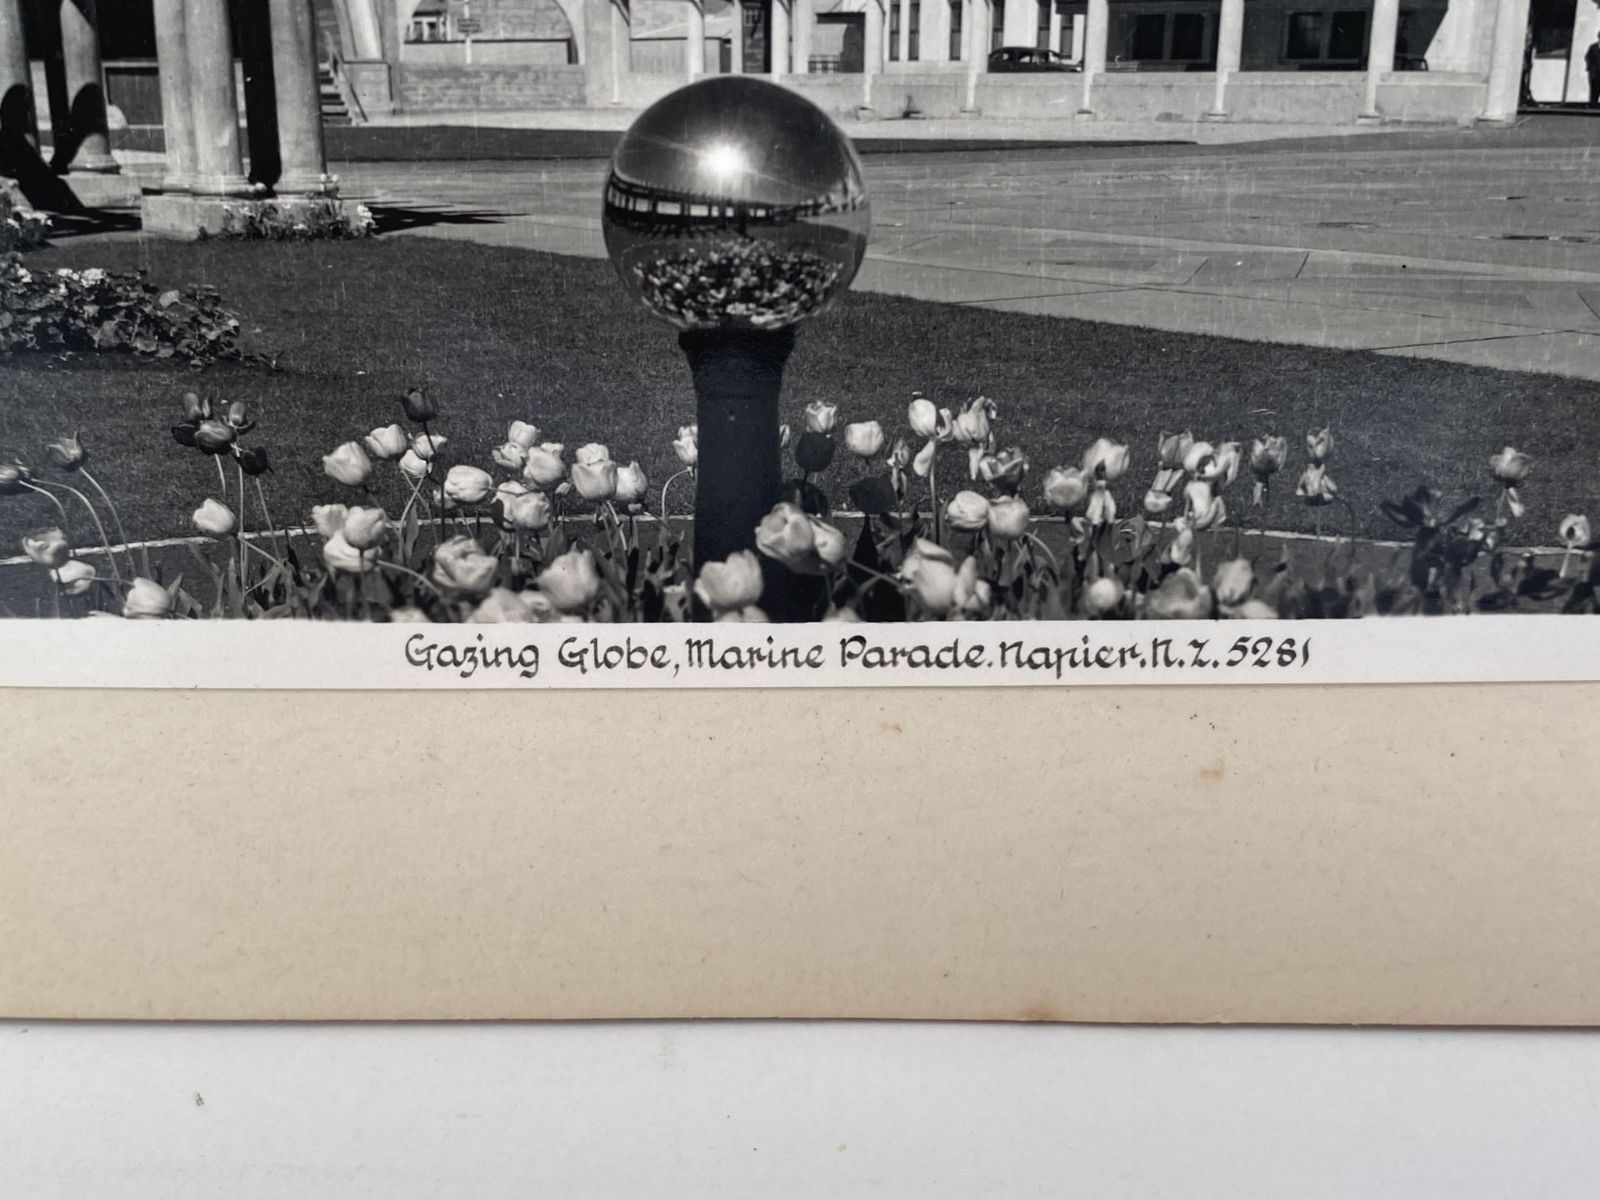 Gazing Globe, Marine Parade. Napier. N.Z. 5281